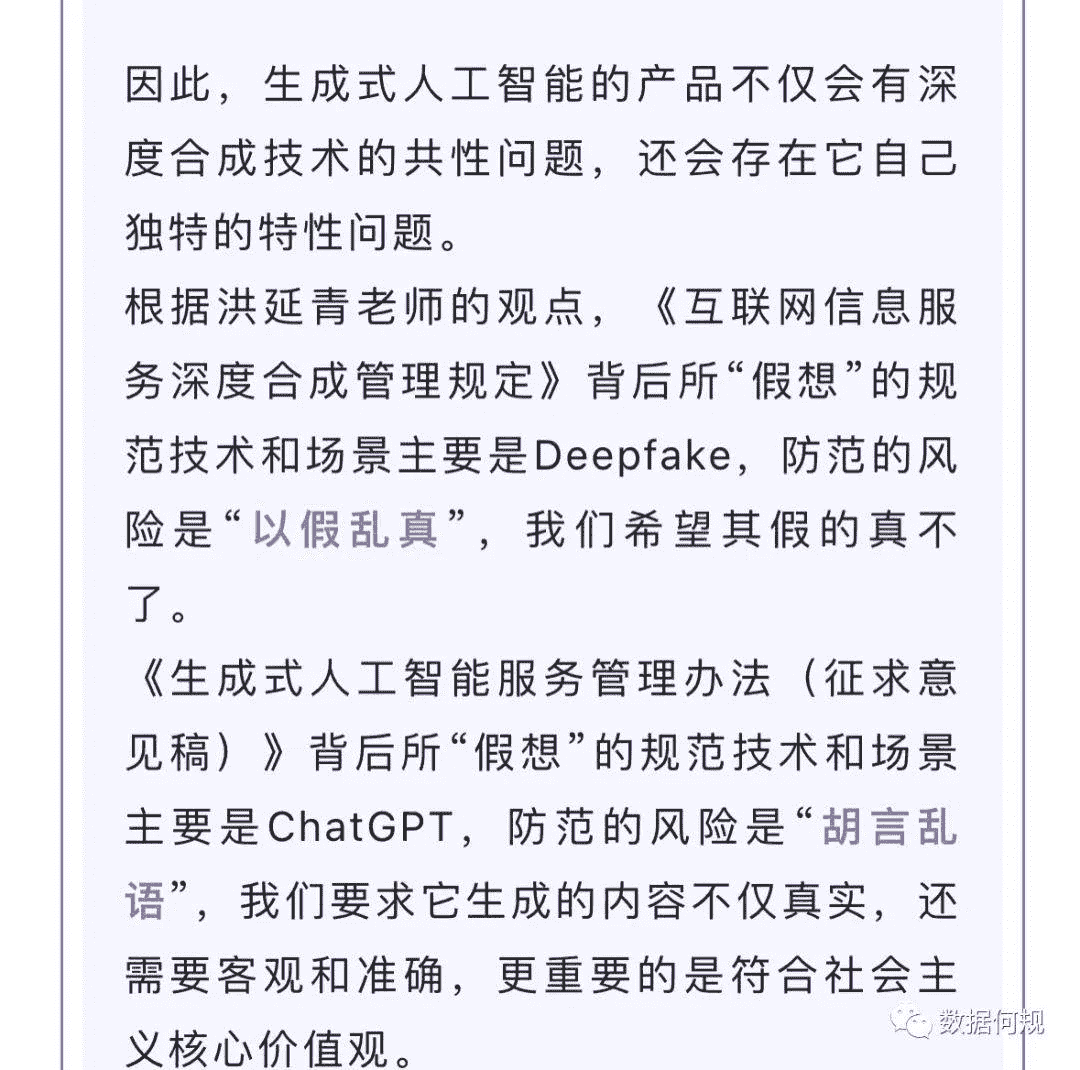 因此，生成式人工智能的产品不仅会有深
度合成技术的共性问题，还会存在它自己
独特的特性问题。
根据洪延青老师的观点，《互联网信息服
务深度合成管理规定》背后所“假想”的规
范技术和场景主要是Deepfake，防范的风
险是“以假乱真”，我们希望其假的真不
了。
《生成式人工智能服务管理办法（征求意
见稿）》背后所“假想”的规范技术和场景
主要是ChatGPT，防范的风险是“胡言乱
语”，我们要求它生成的内容不仅真实，还
需要客观和准确，更重要的是符合社会主
义核心价值观。
数据何规